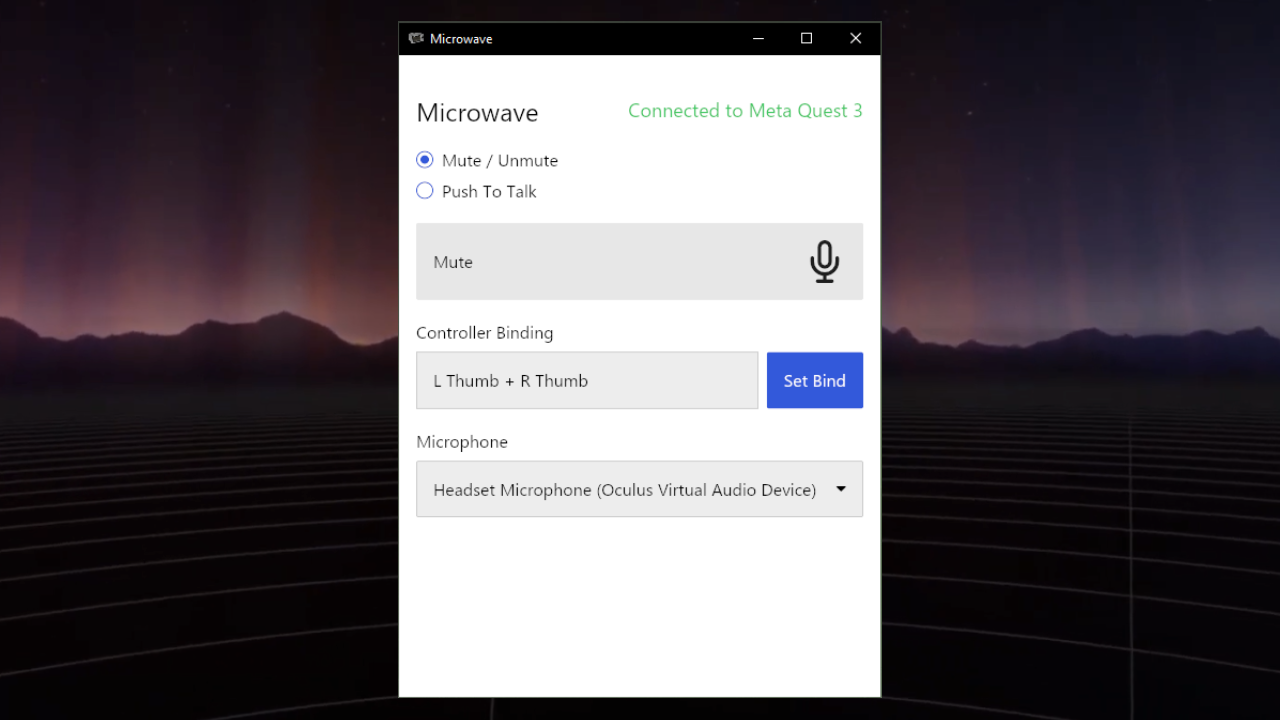 Microwave
Microwave
Connected to Meta Quest 3
Mute / Unmute
Push To Talk
Mute
Controller Binding
L Thumb + R Thumb
Set Bind
Microphone
Headset Microphone (Oculus Virtual Audio Device)